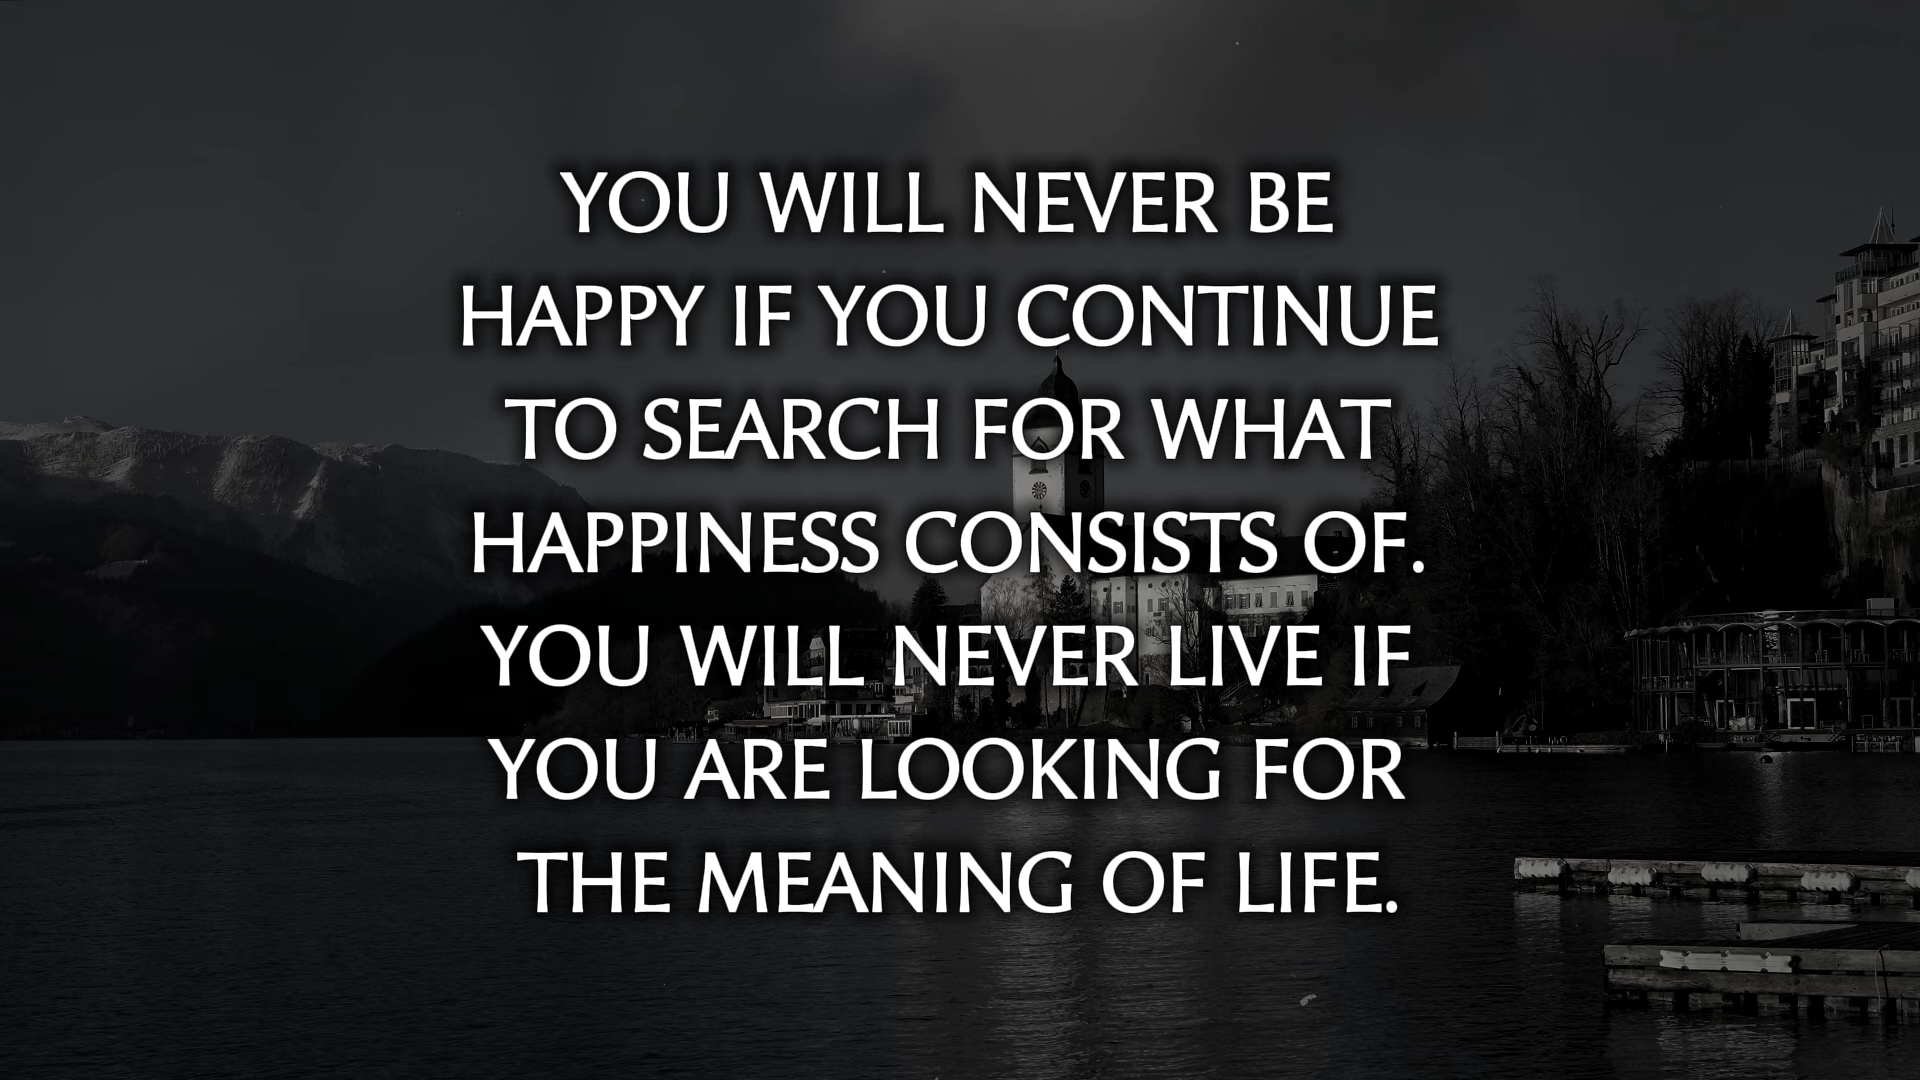 YOU WILL NEVER BE
HAPPY IF YOU CONTINUE
TO SEARCH FOR WHAT
HAPPINESS CONSISTS OF.
YOU WILL NEVER LIVE IF
YOU ARE LOOKING FOR
THE MEANING OF LIFE.